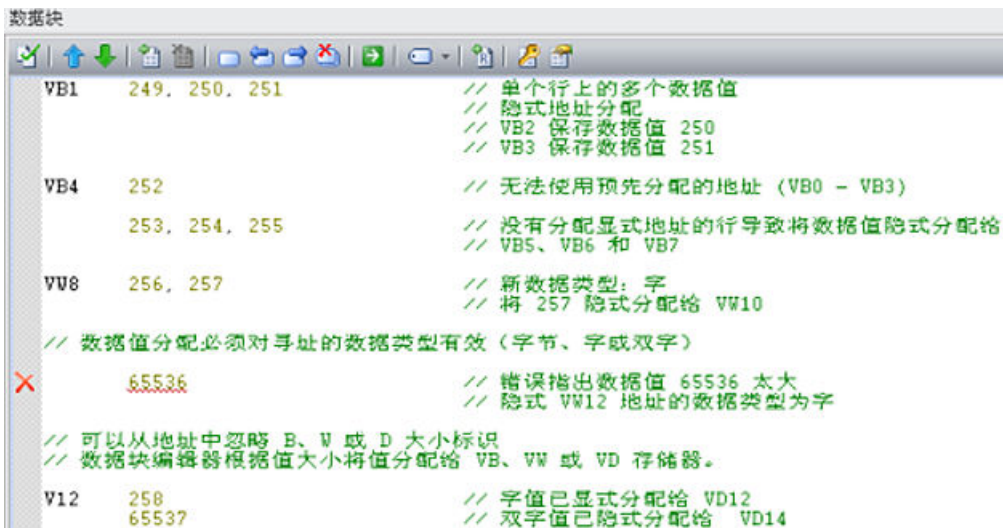 数据块
VB1 249, 250, 251 // 单个行上的多个数据值
// 隐式地址分配
// VB2 保存数据值 250
// VB3 保存数据值 251
VB4 252 // 无法使用预先分配的地址 (VB0 - VB3)
253, 254, 255 // 没有分配显式地址的行导致将数据值隐式分配给
// VB5、VB6 和 VB7
VW8 256, 257 // 新数据类型: 字
// 将 257 隐式分配给 VW10
// 数据值分配必须对寻址的数据类型有效（字节、字或双字）
65536 // 错误指出数据值 65536 太大
// 隐式 VW12 地址的数据类型为字
// 可以从地址中忽略 B、W 或 D 大小标识
// 数据块编辑器根据值大小将值分配给 VB、VW 或 VD 存储器。
V12 258 // 字值已显式分配给 VD12
65537 // 双字值已隐式分配给 VD14